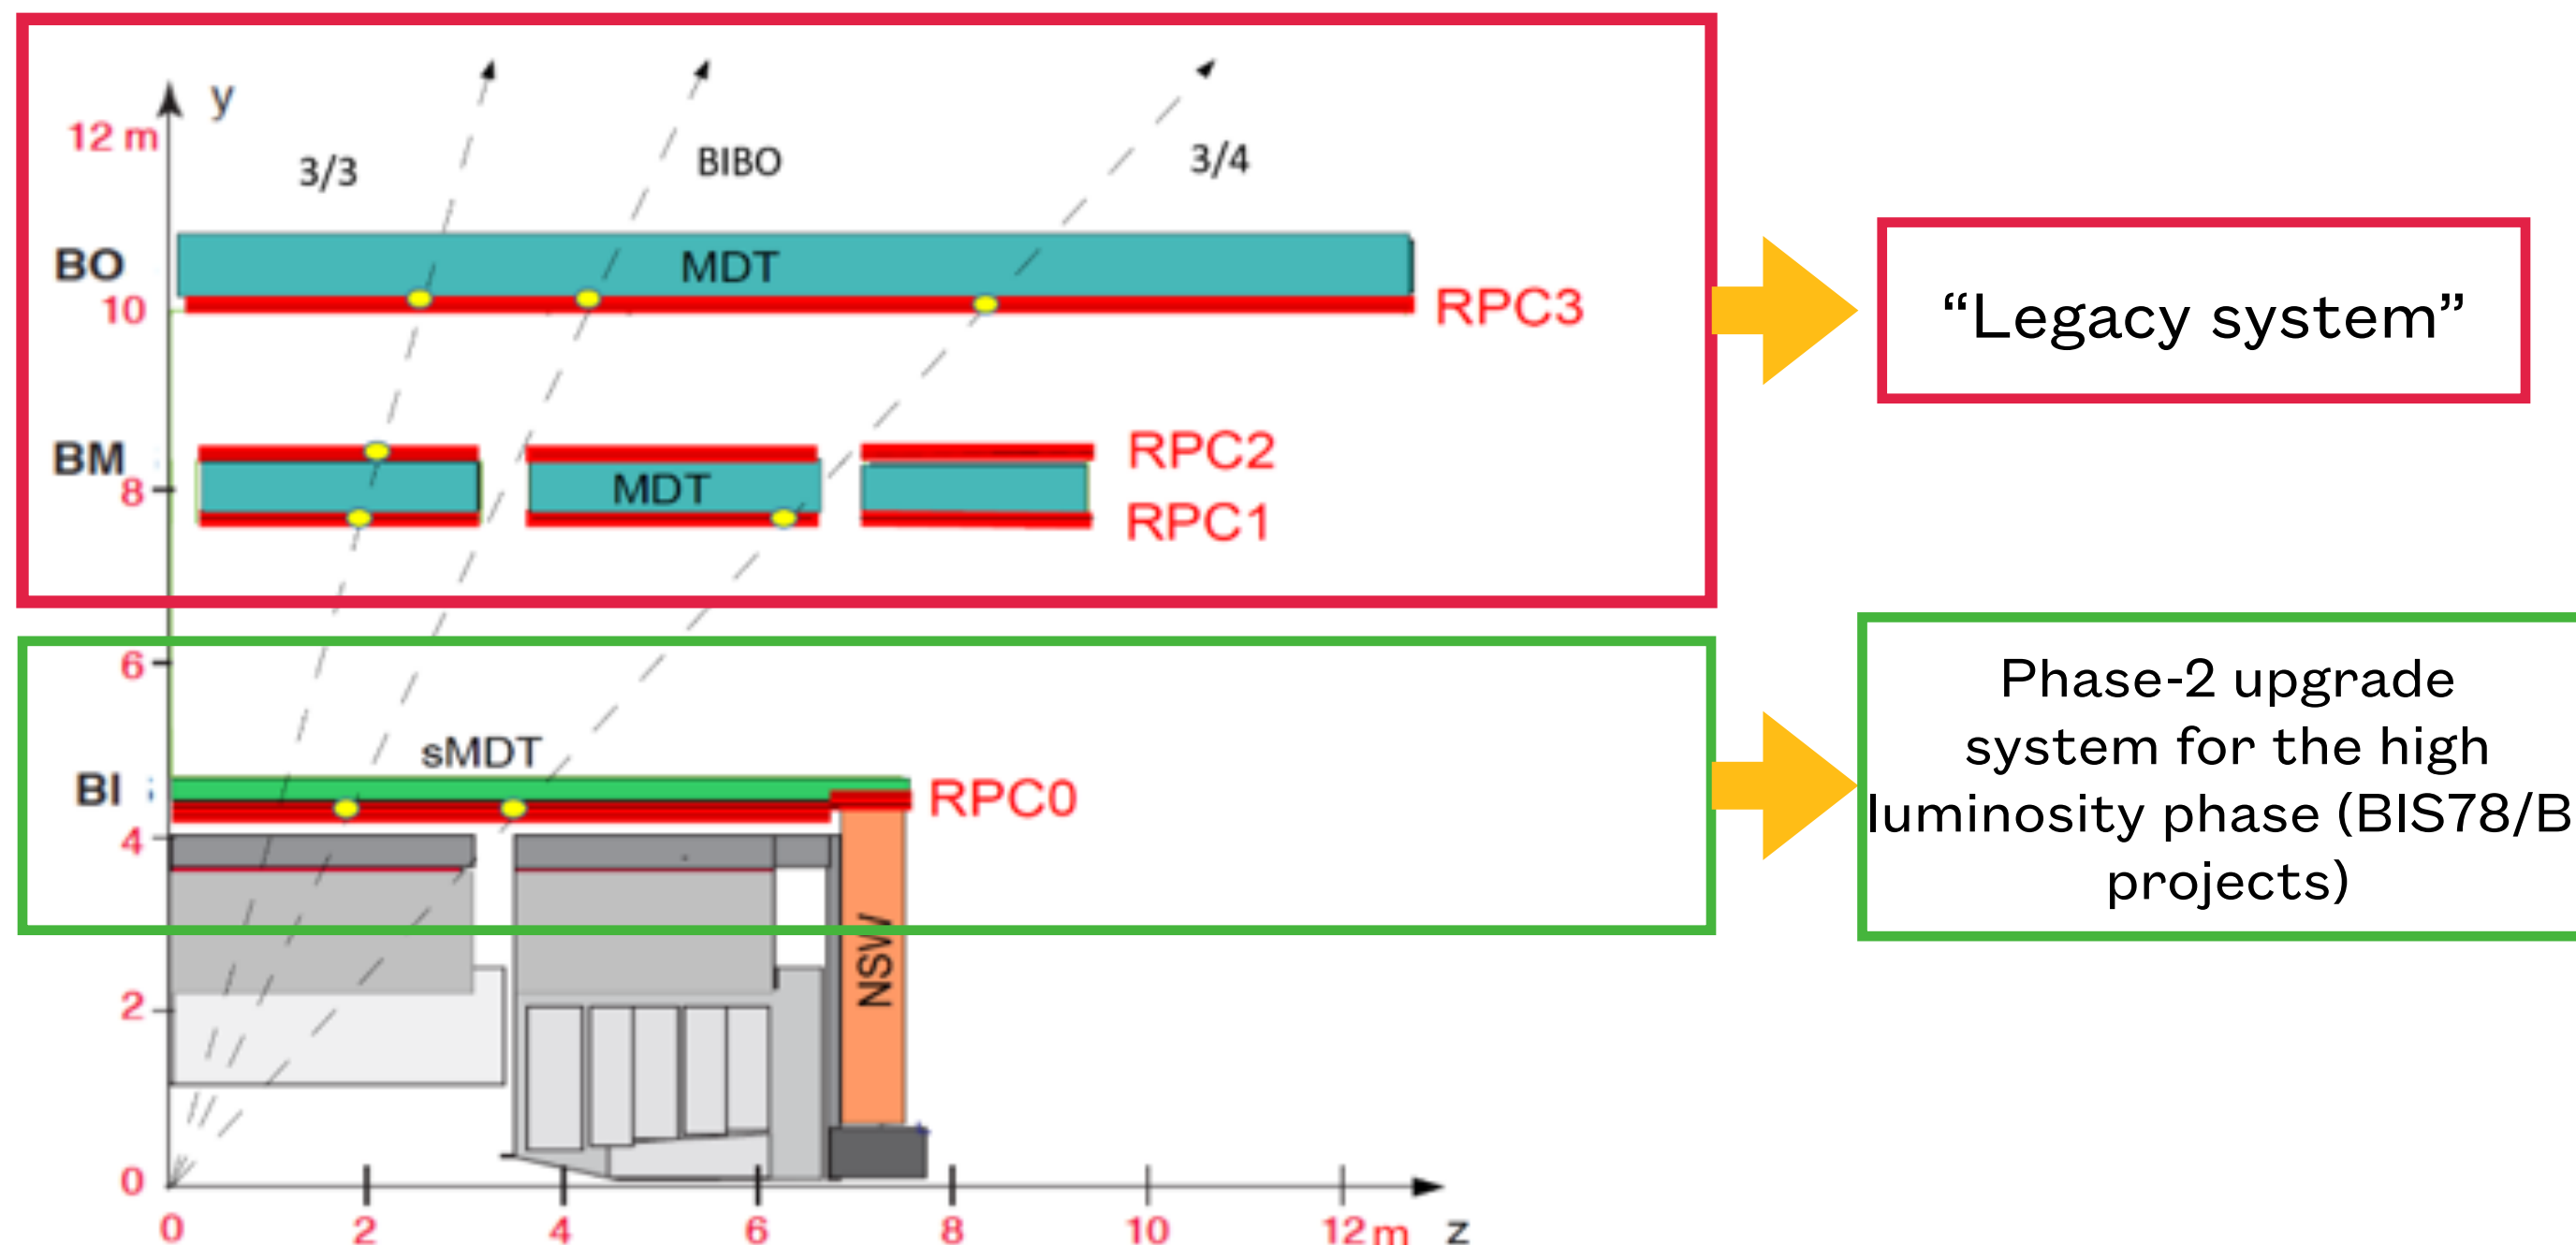 y
12 m
3/3
BIBO
3/4
BO
MDT
10
RPC3
“Legacy system”
BM
RPC2
8
MDT
RPC1
6
Phase-2 upgrade
system for the high
luminosity phase (BIS78/B
projects)
sMDT
BI
RPC0
4
NSW
2
0
0
2
4
6
8
10
12 m
z